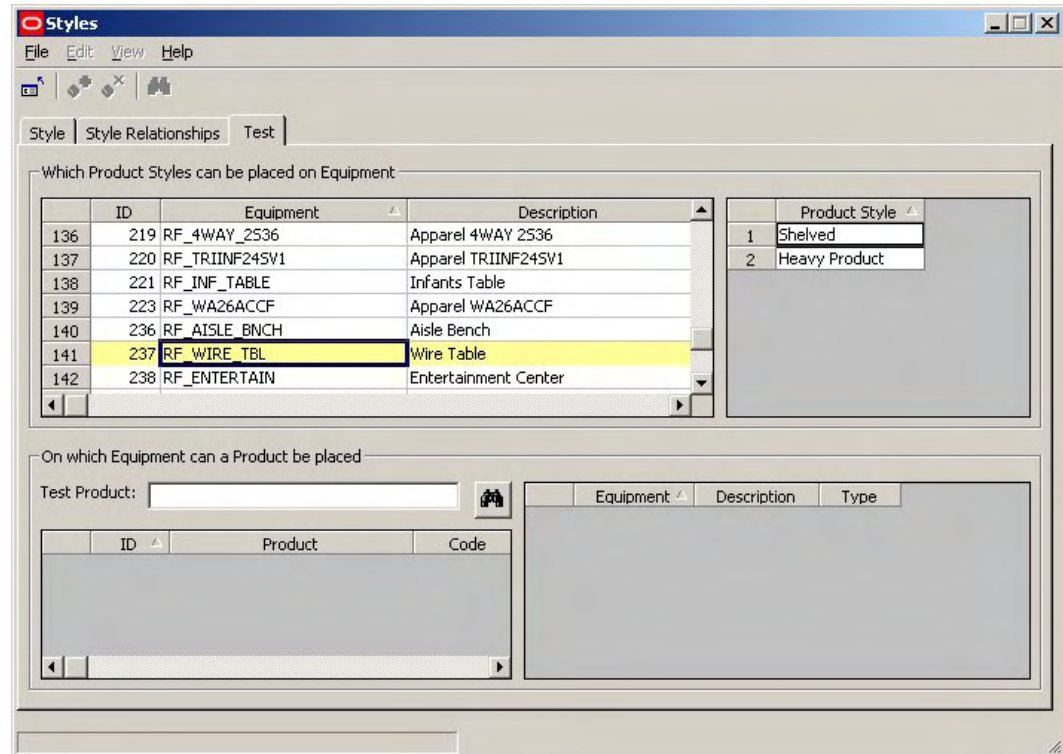 Styles
File Edit View Help
Style Style Relationships Test
Which Product Styles can be placed on Equipment
ID Equipment Description
136 219 RF_4WAY_2S36 Apparel 4WAY 2S36
137 220 RF_TRIINF24SV1 Apparel TRIINF24SV1
138 221 RF_INF_TABLE Infants Table
139 223 RF_WA26ACCF Apparel WA26ACCF
140 236 RF_AISLE_BNCH Aisle Bench
141 237 RF_WIRE_TBL Wire Table
142 238 RF_ENTERTAIN Entertainment Center
Product Style
1 Shelved
2 Heavy Product
On which Equipment can a Product be placed
Test Product:
ID Product Code
Equipment Description Type